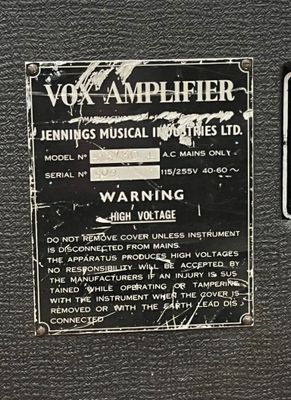 VOX AMPLIFIER
JENNINGS MUSICAL INDUSTRIES LTD.
MODEL Nº A.C MAINS ONLY
SERIAL Nº 115/255V 40-60~
WARNING
HIGH VOLTAGE
DO NOT REMOVE COVER UNLESS INSTRUMENT
IS DISCONNECTED FROM MAINS.
THE APPARATUS PRODUCES HIGH VOLTAGES
NO RESPONSIBILITY WILL BE ACCEPTED BY
THE MANUFACTURERS IF AN INJURY IS SUS
TAINED WHILE OPERATING OR TAMPERING
WITH THE INSTRUMENT WHEN THE COVER IS
REMOVED OR WITH THE EARTH LEAD DIS
CONNECTED